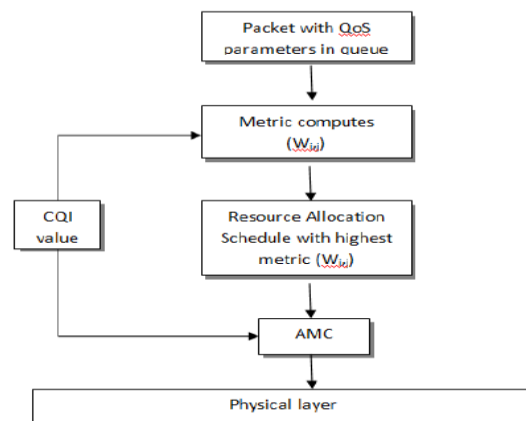 Packet with QoS
parameters in queue
Metric computes
(Wi,j)
CQI
value
Resource Allocation
Schedule with highest
metric (Wi,j)
AMC
Physical layer